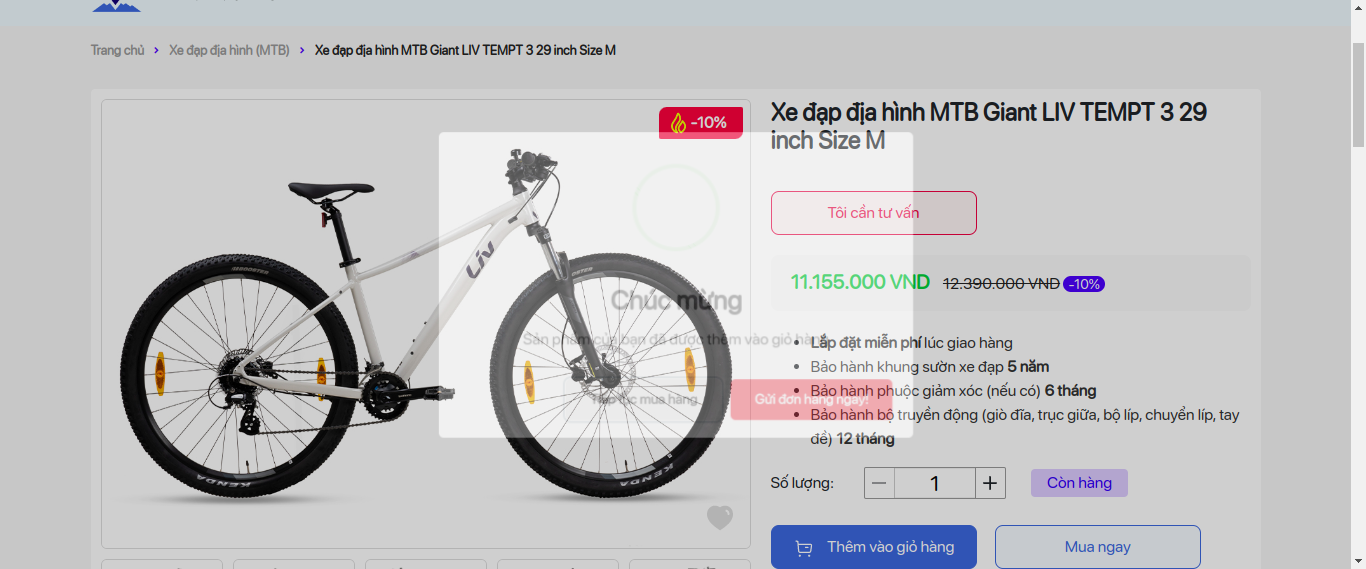 Trang chủ › Xe đạp địa hình (MTB) › Xe đạp địa hình MTB Giant LIV TEMPT 3 29 inch Size M
-10%
Xe đạp địa hình MTB Giant LIV TEMPT 3 29
inch Size M
Tôi cần tư vấn
11.155.000 VND 12.390.000 VND -10%
Liv
Chúc mừng
Sản phẩm của bạn đã được thêm vào giỏ hàng
Tiếp tục mua hàng
Gửi đơn hàng ngay!
• Lắp đặt miễn phí lúc giao hàng
• Bảo hành khung sườn xe đạp 5 năm
• Bảo hành phuộc giảm xóc (nếu có) 6 tháng
• Bảo hành bộ truyền động (giò đĩa, trục giữa, bộ líp, chuyển líp, tay
đề) 12 tháng
KENDA
KENDA
Số lượng: 1 Còn hàng
Thêm vào giỏ hàng
Mua ngay